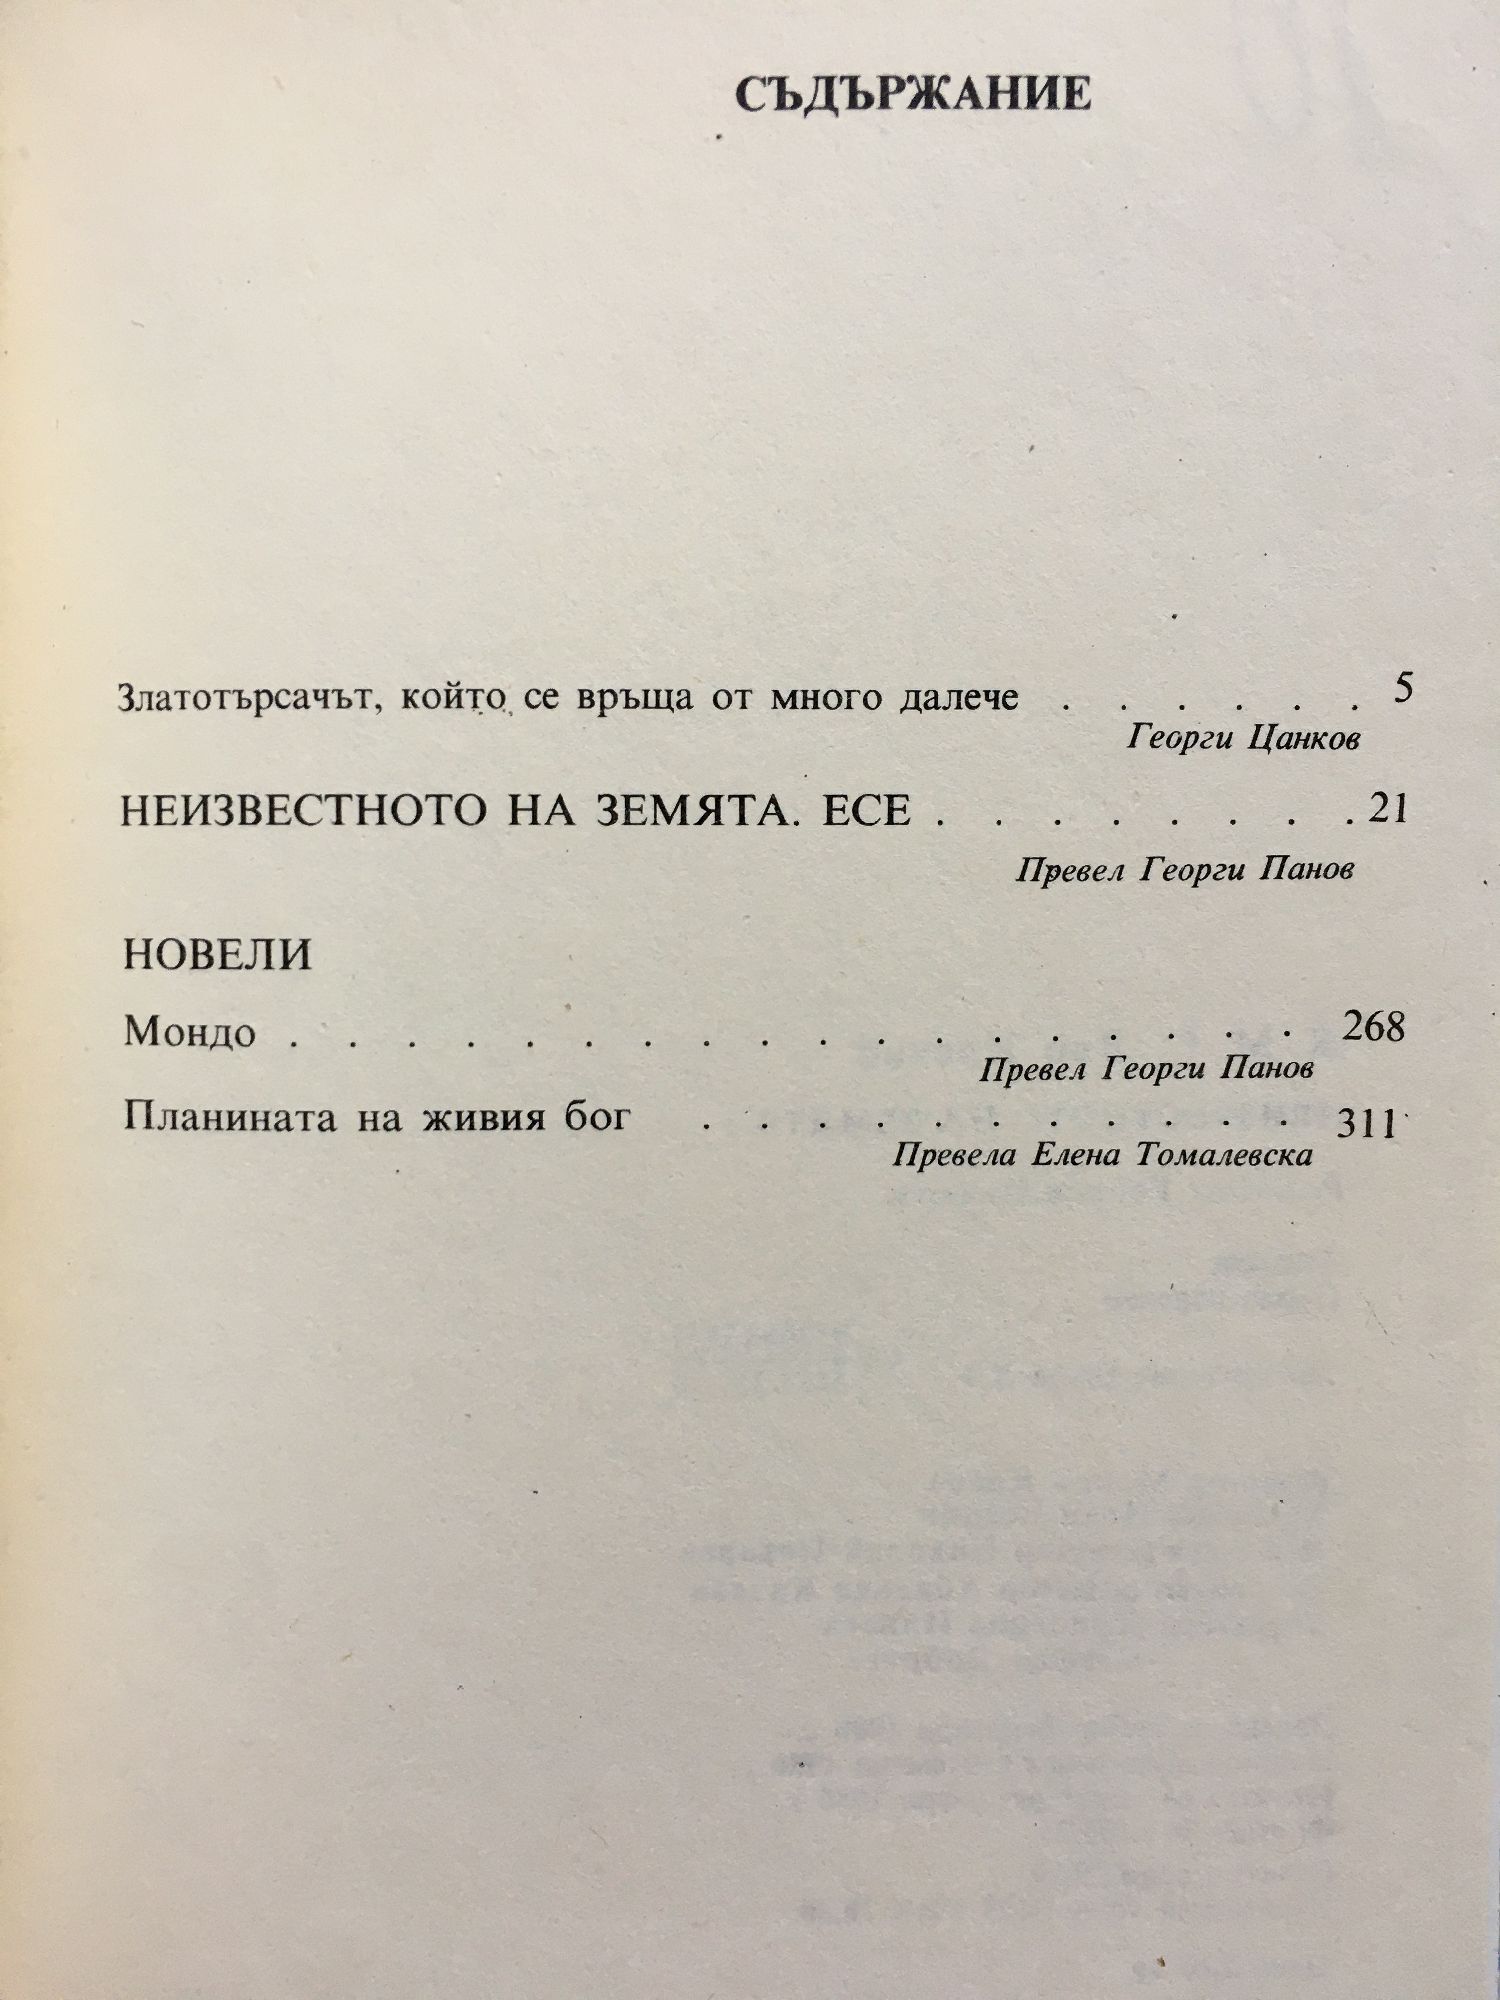 СЪДЪРЖАНИЕ
Златотърсачът, който се връща от много далече . . . . . . 5
Георги Цанков
НЕИЗВЕСТНОТО НА ЗЕМЯТА. ЕСЕ . . . . . . . . 21
Превел Георги Панов
НОВЕЛИ
Мондо . . . . . . . . . . . . . . . . . . 268
Превел Георги Панов
Планината на живия бог . . . . . . . . . . . 311
Превела Елена Томалевска